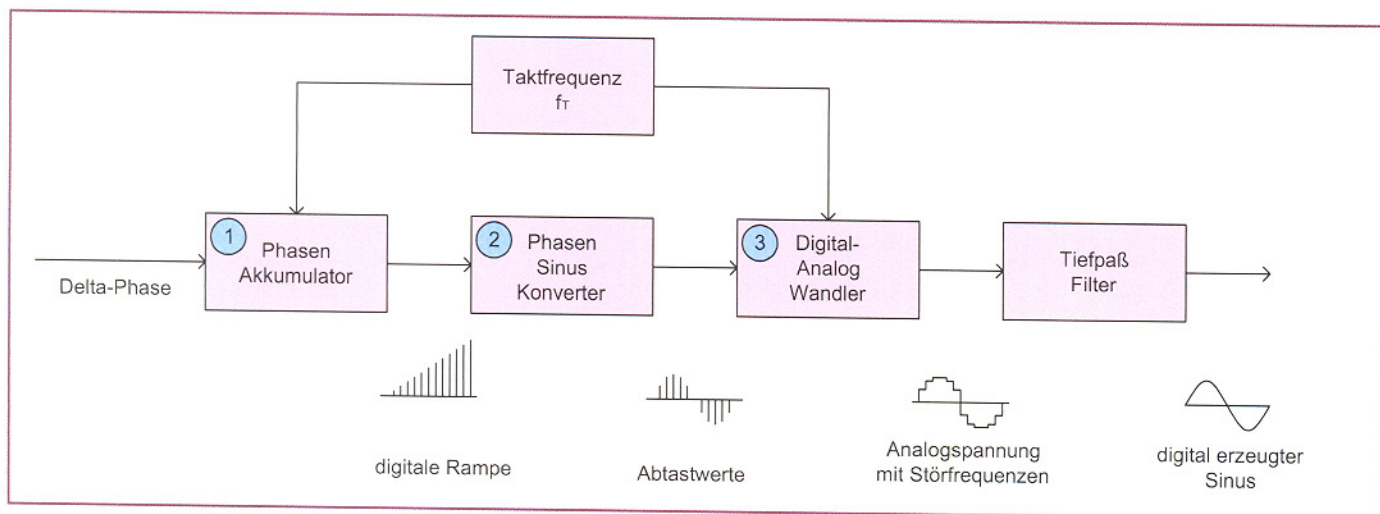 Taktfrequenz
fT
1
Phasen
Akkumulator
2
Phasen
Sinus
Konverter
3
Digital-
Analog
Wandler
Tiefpaß
Filter
Delta-Phase
digitale Rampe
Abtastwerte
Analogspannung
mit Störfrequenzen
digital erzeugter
Sinus